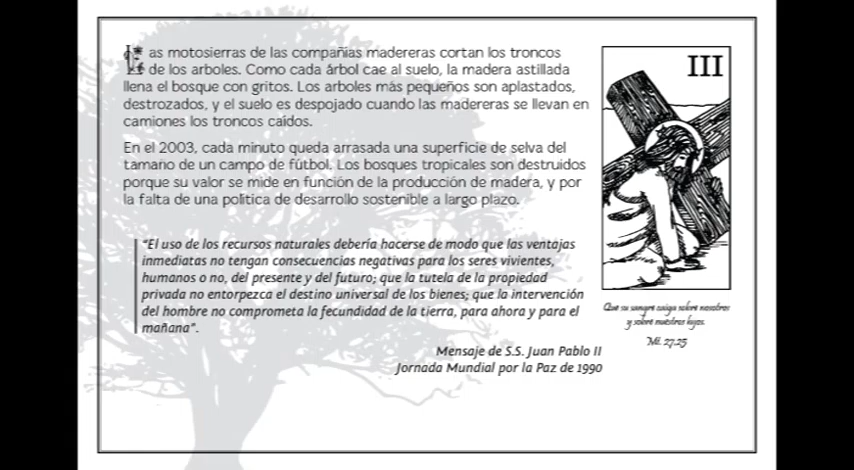 Las motosierras de las compañias madereras cortan los troncos
de los arboles. Como cada árbol cae al suelo, la madera astillada
llena el bosque con gritos. Los arboles más pequeños son aplastados,
destrozados, y el suelo es despojado cuando las madereras se llevan en
camiones los troncos caídos.
En el 2003, cada minuto queda arrasada una superficie de selva del
tamaño de un campo de fútbol. Los bosques tropicales son destruidos
porque su valor se mide en función de la producción de madera, y por
la falta de una política de desarrollo sostenible a largo plazo.
“El uso de los recursos naturales debería hacerse de modo que las ventajas
inmediatas no tengan consecuencias negativas para los seres vivientes,
humanos o no, del presente y del futuro; que la tutela de la propiedad
privada no entorpezca el destino universal de los bienes; que la intervención
del hombre no comprometa la fecundidad de la tierra, para ahora y para el
mañana”.
Mensaje de S.S. Juan Pablo II
Jornada Mundial por la Paz de 1990
III
Que su sangre caiga sobre nosotros
y sobre nuestros hijos.
Mt. 27.25